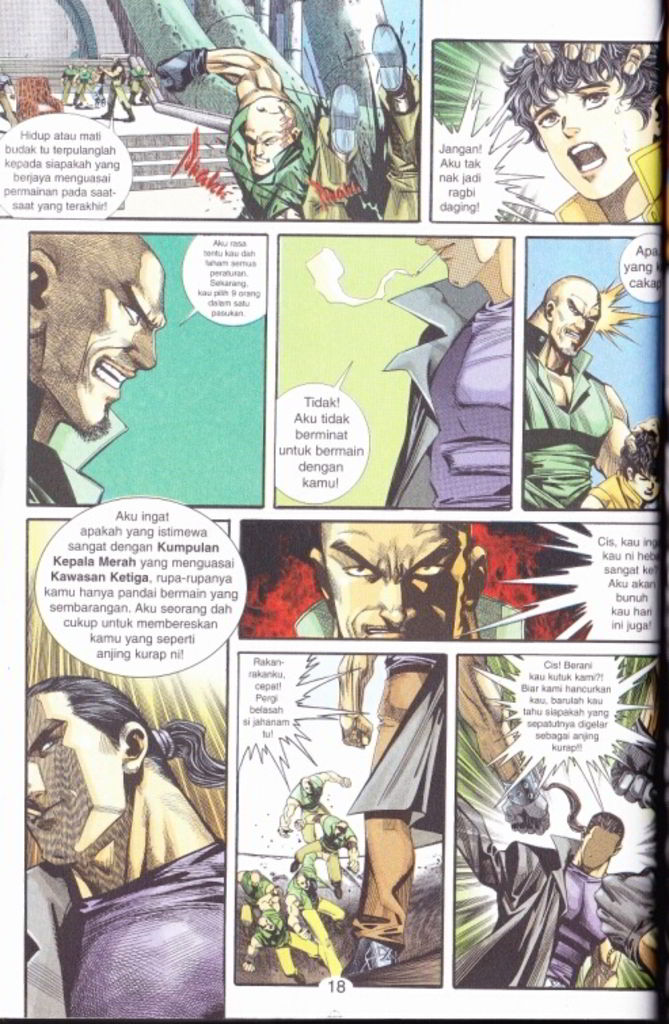 Hidup atau mati
budak tu terpulanglah
kepada siapakah yang
berjaya menguasai
permainan pada saat-
saat yang terakhir!
Jangan!
Aku tak
nak jadi
ragbi
daging!
Aku rasa
tentu kau dah
faham semua
peraturan.
Sekarang,
kau pilih 9 orang
dalam satu
pasukan.
Tidak!
Aku tidak
berminat
untuk bermain
dengan
kamu!
Apa
yang
cakap
Aku ingat
apakah yang istimewa
sangat dengan Kumpulan
Kepala Merah yang menguasai
Kawasan Ketiga, rupa-rupanya
kamu hanya pandai bermain yang
sembarangan. Aku seorang dah
cukup untuk membereskan
kamu yang seperti
anjing kurap ni!
Cis, kau
kau ni
sangat ke?
Aku akan
bunuh
kau hari
ini juga!
Rakan-
rakanku,
cepat!
Pergi
belasah
si jahanam
tu!
Cis! Berani
kau kutuk kami?!
Biar kami hancurkan
kau, barulah kau
tahu siapakah yang
sepatutnya digelar
sebagai anjing
kurap!!
18